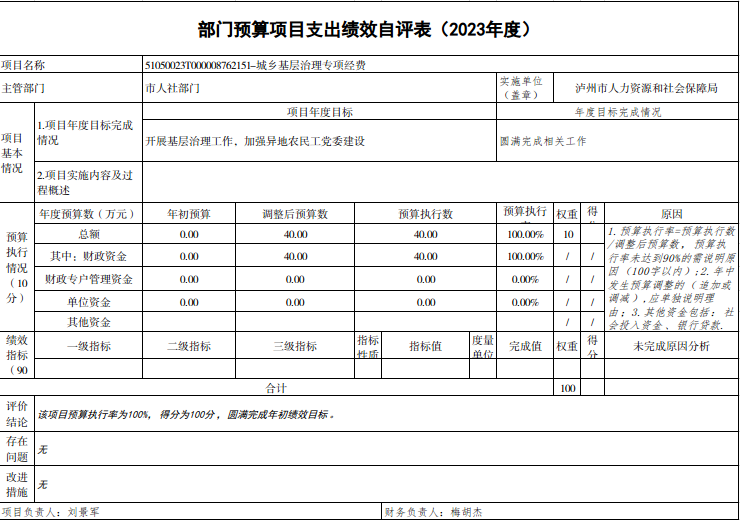 部门预算项目支出绩效自评表（2023年度）
项目名称 51050023T000008762151-城乡基层治理专项经费
主管部门 市人社部门 实施单位（盖章） 泸州市人力资源和社会保障局
项目基本情况 1.项目年度目标完成情况 项目年度目标 年度目标完成情况
开展基层治理工作，加强异地农民工党委建设 圆满完成相关工作
2.项目实施内容及过程概述
预算执行情况（10分） 年度预算数（万元） 年初预算 调整后预算数 预算执行数 预算执行 权重 得 原因
总额 0.00 40.00 40.00 100.00% 10
其中：财政资金 0.00 40.00 40.00 100.00% / /
财政专户管理资金 0.00 0.00 0.00 0.00% / /
单位资金 0.00 0.00 0.00 0.00% / /
其他资金 / /
1.预算执行率=预算执行数
/调整后预算数，预算执
行率未达到90%的需说明原
因（100字以内）；2.年中
发生预算调整的（追加或
调减），应单独说明理
由；3.其他资金包括：社
会投入资金、银行贷款.
绩效指标（90 一级指标 二级指标 三级指标 指标性质 指标值 度量单位 完成值 权重 得分 未完成原因分析
合计 100
评价结论 该项目预算执行率为100%，得分为100分，圆满完成年初绩效目标。
存在问题 无
改进措施 无
项目负责人：刘景军 财务负责人：梅胡杰